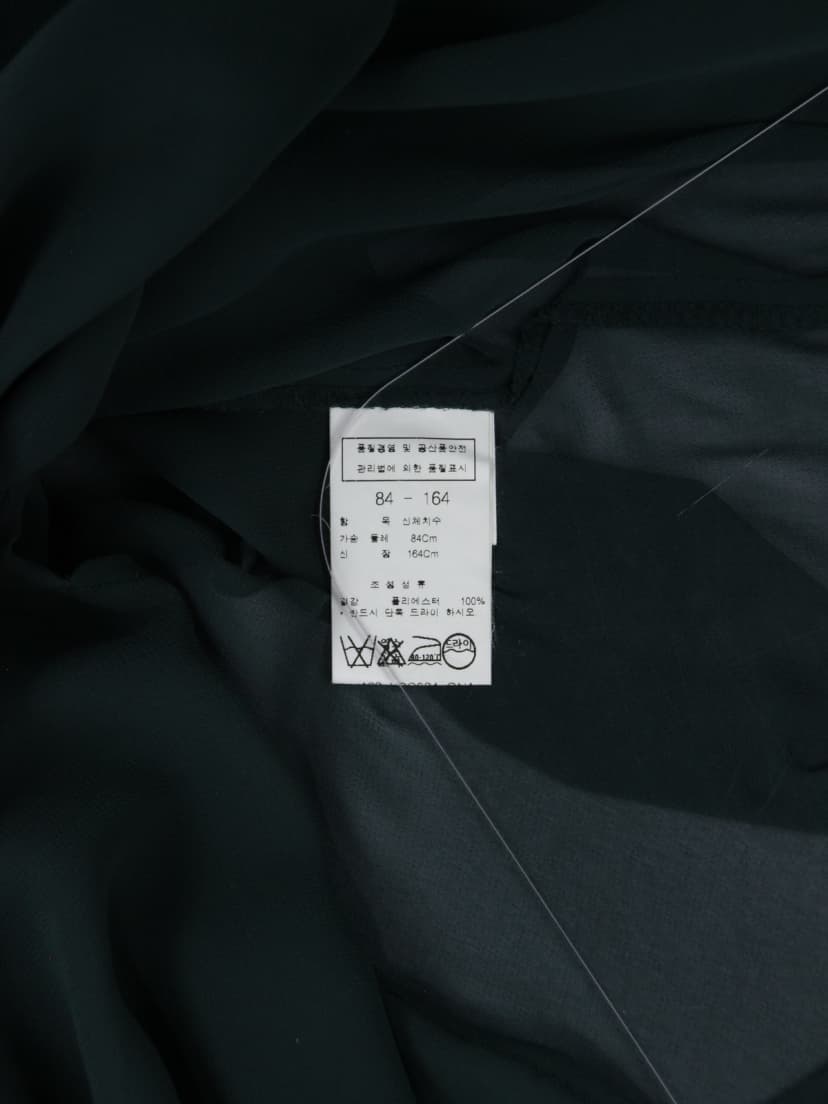 품질경영 및 공산품안전
관리법에 의한 품질표시
84 - 164
항 목 신체치수
가슴 둘레 84Cm
신 장 164Cm
조 섬 성 류
겉감 폴리에스터 100%
* 반드시 단독 드라이 하시오
80-120˚C 드라이